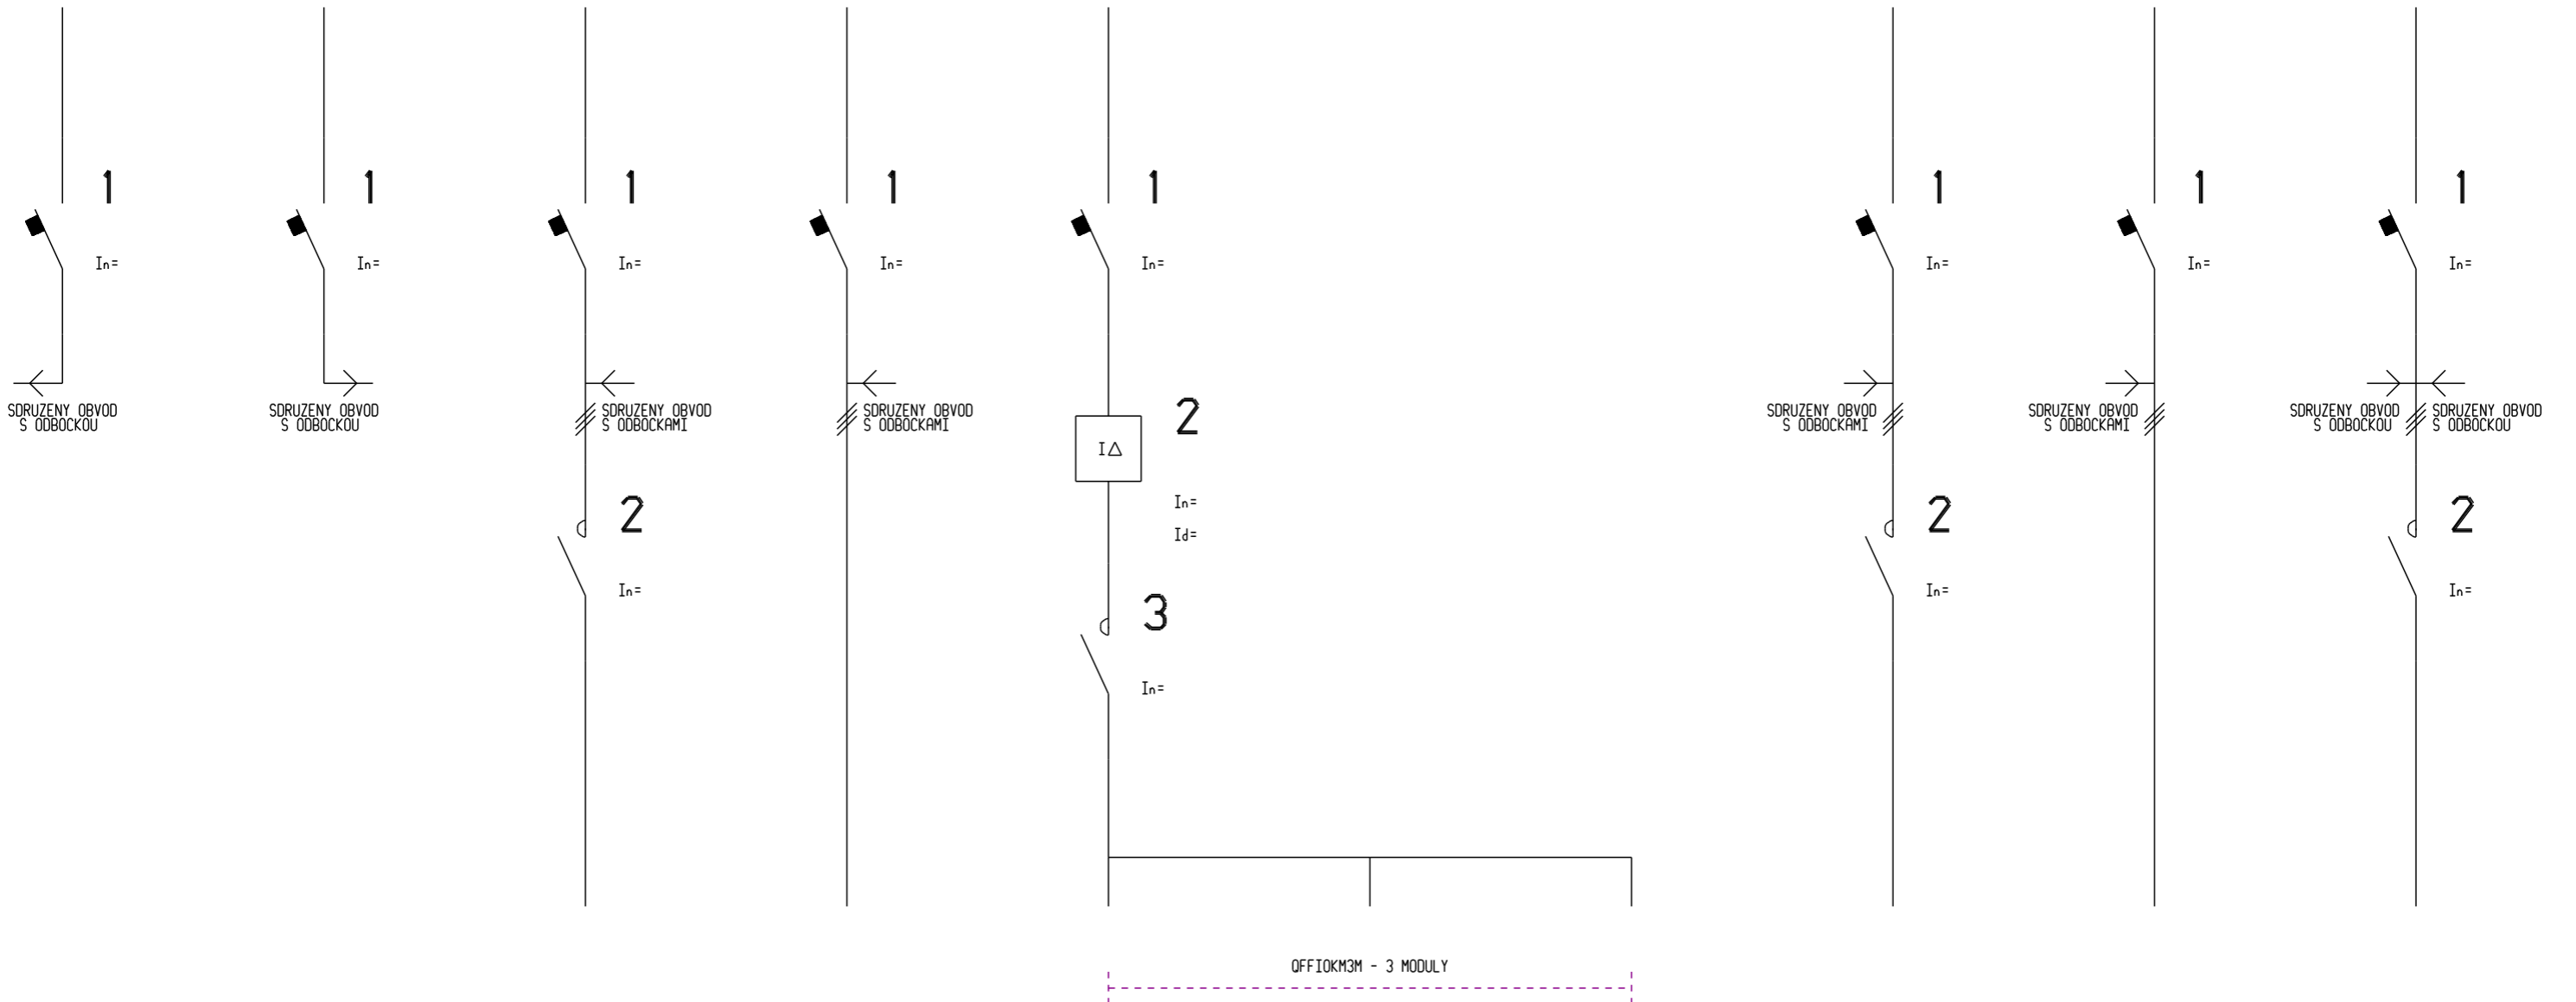 1
1
1
1
1
1
1
1
In=
In=
In=
In=
In=
In=
In=
In=
SDRUZENY OBVOD
S ODBOCKOU
SDRUZENY OBVOD
S ODBOCKOU
SDRUZENY OBVOD
S ODBOCKAMI
SDRUZENY OBVOD
S ODBOCKAMI
2
I△
In=
Id=
SDRUZENY OBVOD
S ODBOCKAMI
SDRUZENY OBVOD
S ODBOCKAMI
SDRUZENY OBVOD
S ODBOCKOU
SDRUZENY OBVOD
S ODBOCKOU
2
In=
3
In=
2
In=
2
In=
QFFIOKM3M - 3 MODULY